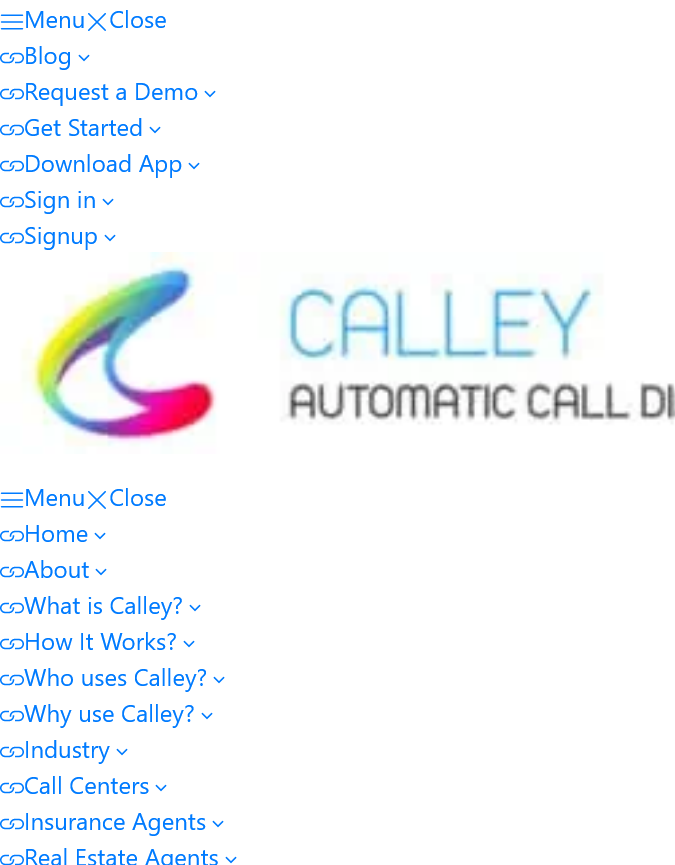 Menu Close
Blog
Request a Demo
Get Started
Download App
Sign in
Signup
CALLEY
AUTOMATIC CALL DI
Menu Close
Home
About
What is Calley?
How It Works?
Who uses Calley?
Why use Calley?
Industry
Call Centers
Insurance Agents
Real Estate Agents